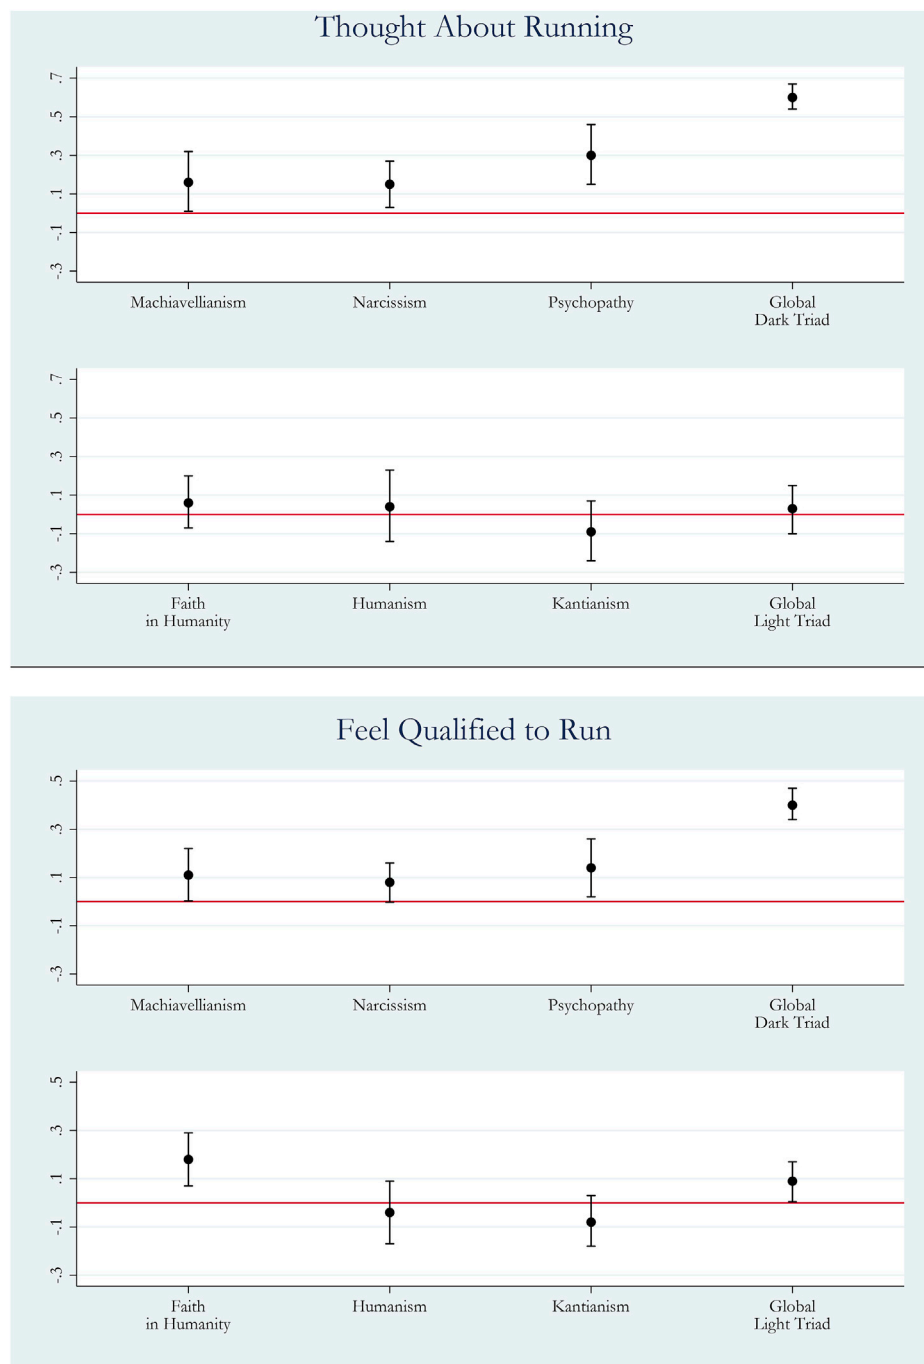 Thought About Running
.7
.5
.3
.1
-.1
-.3
Machiavellianism Narcissism Psychopathy Global
Dark Triad
.7
.5
.3
.1
-.1
-.3
Faith Humanism Kantianism Global
in Humanity Light Triad
Feel Qualified to Run
.5
.3
.1
-.1
-.3
Machiavellianism Narcissism Psychopathy Global
Dark Triad
.5
.3
.1
-.1
-.3
Faith Humanism Kantianism Global
in Humanity Light Triad